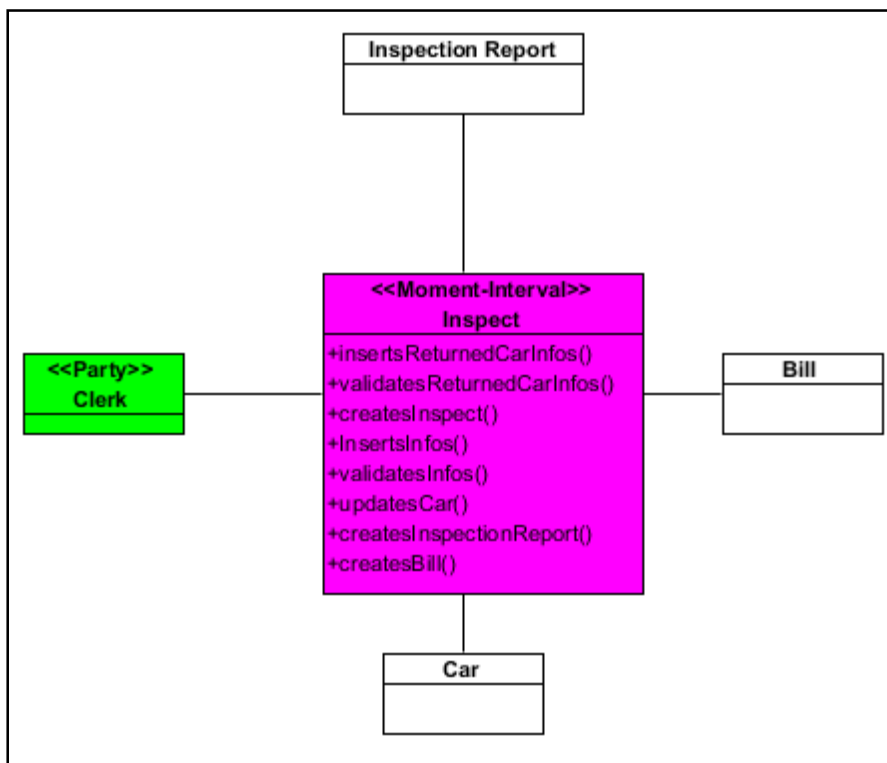 Inspection Report
<<Moment-Interval>>
Inspect
+insertsReturnedCarInfos()
+validatesReturnedCarInfos()
+createsInspect()
+InsertsInfos()
+validatesInfos()
+updatesCar()
+createsInspectionReport()
+createsBill()
<<Party>>
Clerk
Bill
Car